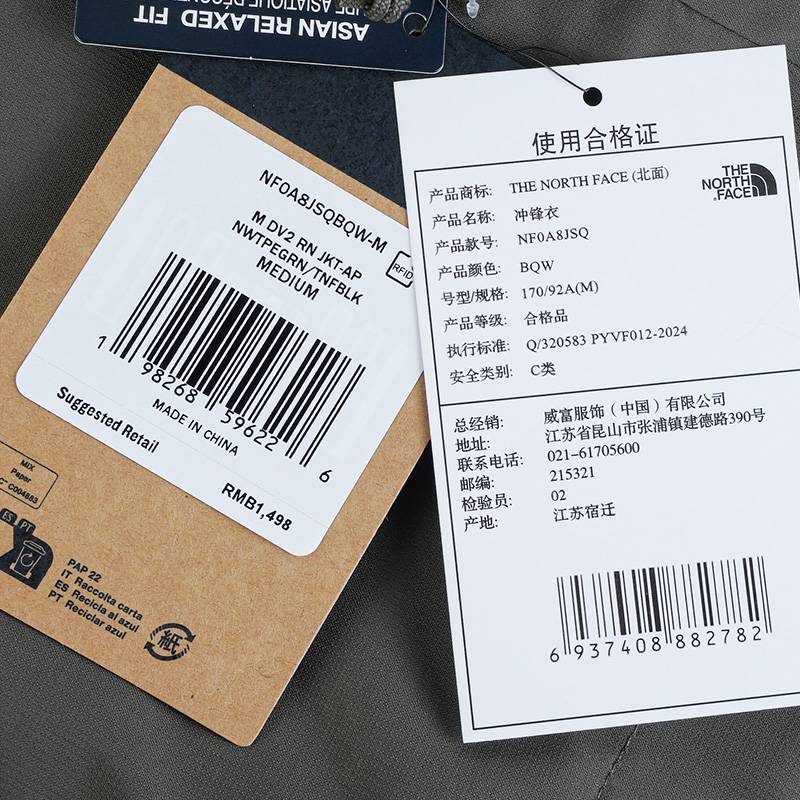 ASIAN RELAXED FIT
NF0A8JSQBQW-M
M DV2 RN JKT-AP
NWTPEGRN/TNFBLK
MEDIUM
RFID
1 98268 59622 6
MADE IN CHINA
Suggested Retail
RMB1,498
MIX
Paper
C004863
ES PT
PAP 22
IT Raccolta carta
ES Recicla al azul
PT Reciclar azul
紙
使用合格证
THE NORTH FACE
产品商标: THE NORTH FACE (北面)
产品名称: 冲锋衣
产品款号: NF0A8JSQ
产品颜色: BQW
号型/规格: 170/92A(M)
产品等级: 合格品
执行标准: Q/320583 PYVF012-2024
安全类别: C类
总经销: 威富服饰（中国）有限公司
地址: 江苏省昆山市张浦镇建德路390号
联系电话: 021-61705600
邮编: 215321
检验员: 02
产地: 江苏宿迁
6 937408 882782